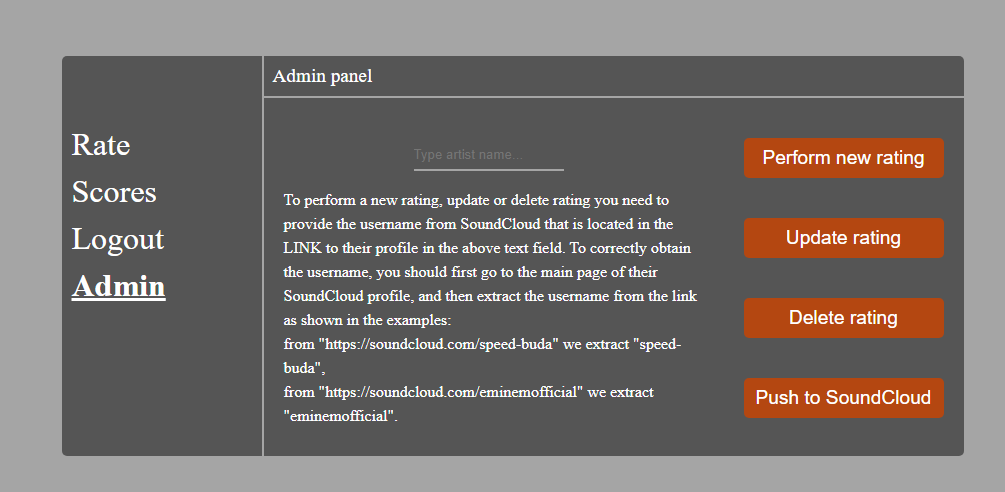 Admin panel
Rate
Scores
Logout
Admin
Type artist name...
To perform a new rating, update or delete rating you need to
provide the username from SoundCloud that is located in the
LINK to their profile in the above text field. To correctly obtain
the username, you should first go to the main page of their
SoundCloud profile, and then extract the username from the link
as shown in the examples:
from "https://soundcloud.com/speed-buda" we extract "speed-
buda",
from "https://soundcloud.com/eminemofficial" we extract
"eminemofficial".
Perform new rating
Update rating
Delete rating
Push to SoundCloud